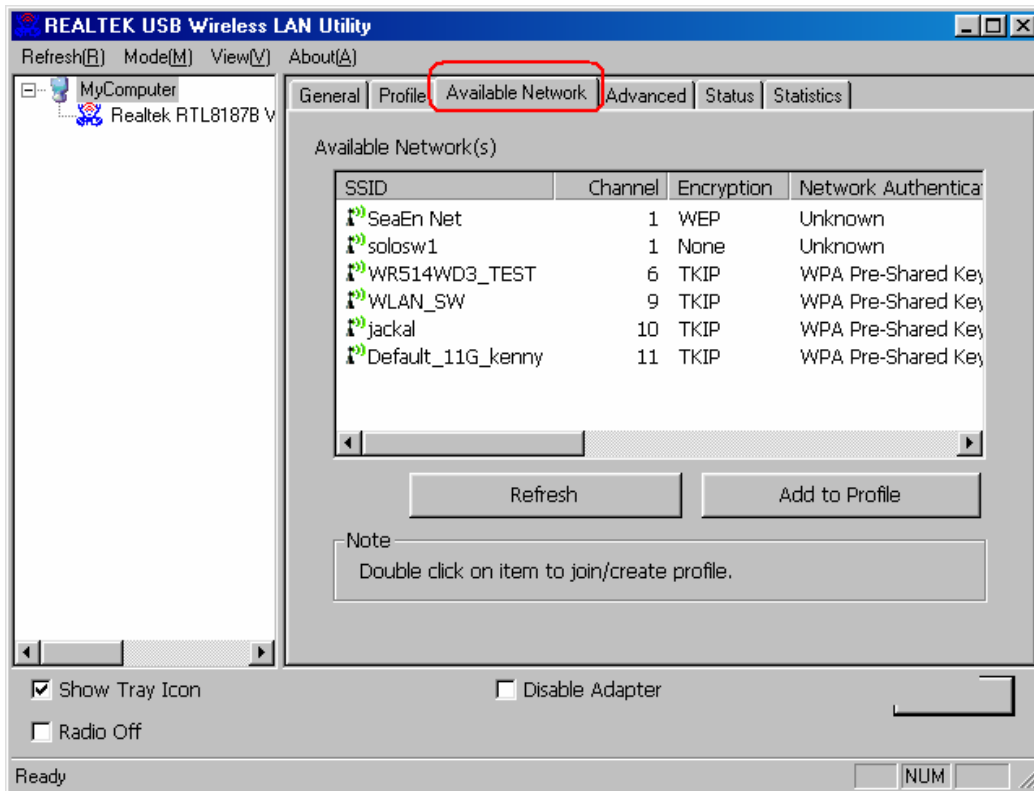 REALTEK USB Wireless LAN Utility
Refresh(R) Mode(M) View(V) About(A)
MyComputer
Realtek RTL8187B
General Profile Available Network Advanced Status Statistics
Available Network(s)
SSID Channel Encryption Network Authentica
SeaEn Net 1 WEP Unknown
solosw1 1 None Unknown
WR514WD3_TEST 6 TKIP WPA Pre-Shared Key
WLAN_SW 9 TKIP WPA Pre-Shared Key
jackal 10 TKIP WPA Pre-Shared Key
Default_11G_kenny 11 TKIP WPA Pre-Shared Key
Refresh Add to Profile
Note
Double click on item to join/create profile.
Show Tray Icon Disable Adapter
Radio Off
Ready NUM